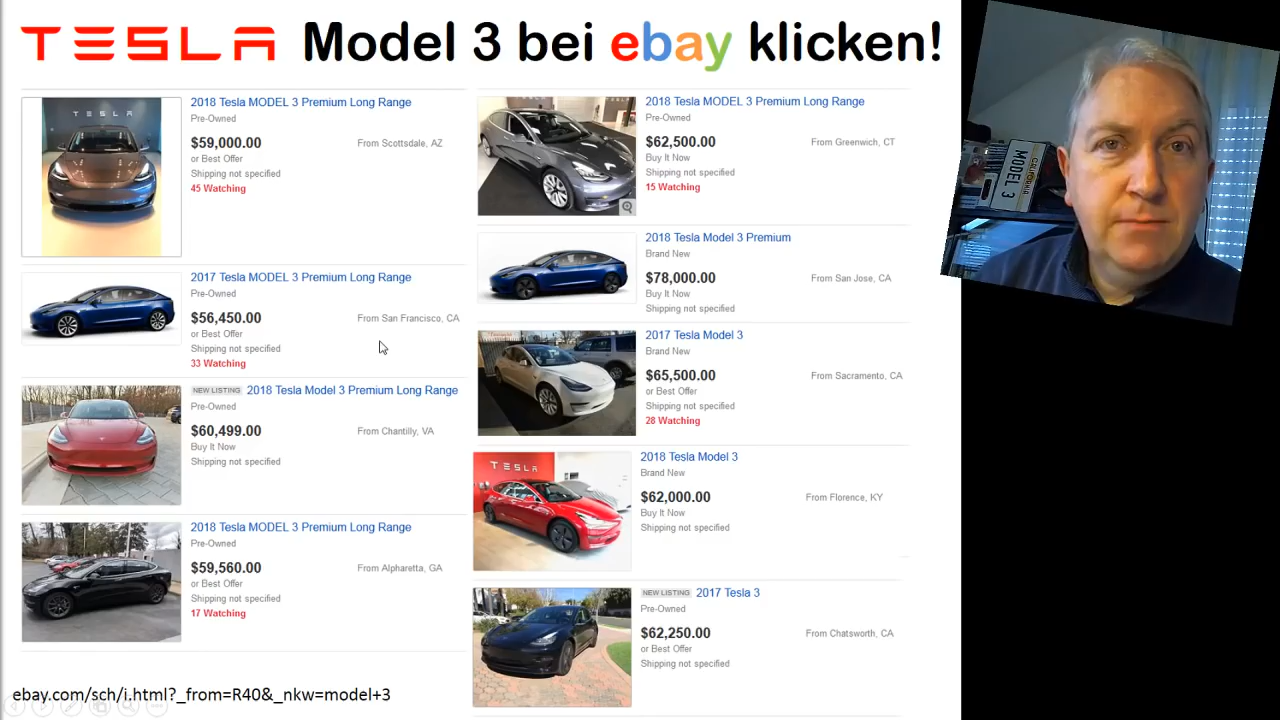 TESLA Model 3 bei ebay klicken!
2018 Tesla MODEL 3 Premium Long Range
Pre-Owned
$59,000.00
From Scottsdale, AZ
or Best Offer
Shipping not specified
45 Watching
2017 Tesla MODEL 3 Premium Long Range
Pre-Owned
$56,450.00
From San Francisco, CA
or Best Offer
Shipping not specified
33 Watching
NEW LISTING 2018 Tesla Model 3 Premium Long Range
Pre-Owned
$60,499.00
From Chantilly, VA
Buy It Now
Shipping not specified
2018 Tesla MODEL 3 Premium Long Range
Pre-Owned
$59,560.00
From Alpharetta, GA
or Best Offer
Shipping not specified
17 Watching
2018 Tesla MODEL 3 Premium Long Range
Pre-Owned
$62,500.00
From Greenwich, CT
Buy It Now
Shipping not specified
15 Watching
2018 Tesla Model 3 Premium
Brand New
$78,000.00
From San Jose, CA
Buy It Now
Shipping not specified
2017 Tesla Model 3
Brand New
$65,500.00
From Sacramento, CA
or Best Offer
Shipping not specified
28 Watching
2018 Tesla Model 3
Brand New
$62,000.00
From Florence, KY
Buy It Now
Shipping not specified
NEW LISTING 2017 Tesla 3
Pre-Owned
$62,250.00
From Chatsworth, CA
or Best Offer
Shipping not specified
ebay.com/sch/i.html?_from=R40&_nkw=model+3
TESLA
TESLA
CALIFORNIA
MODEL 3